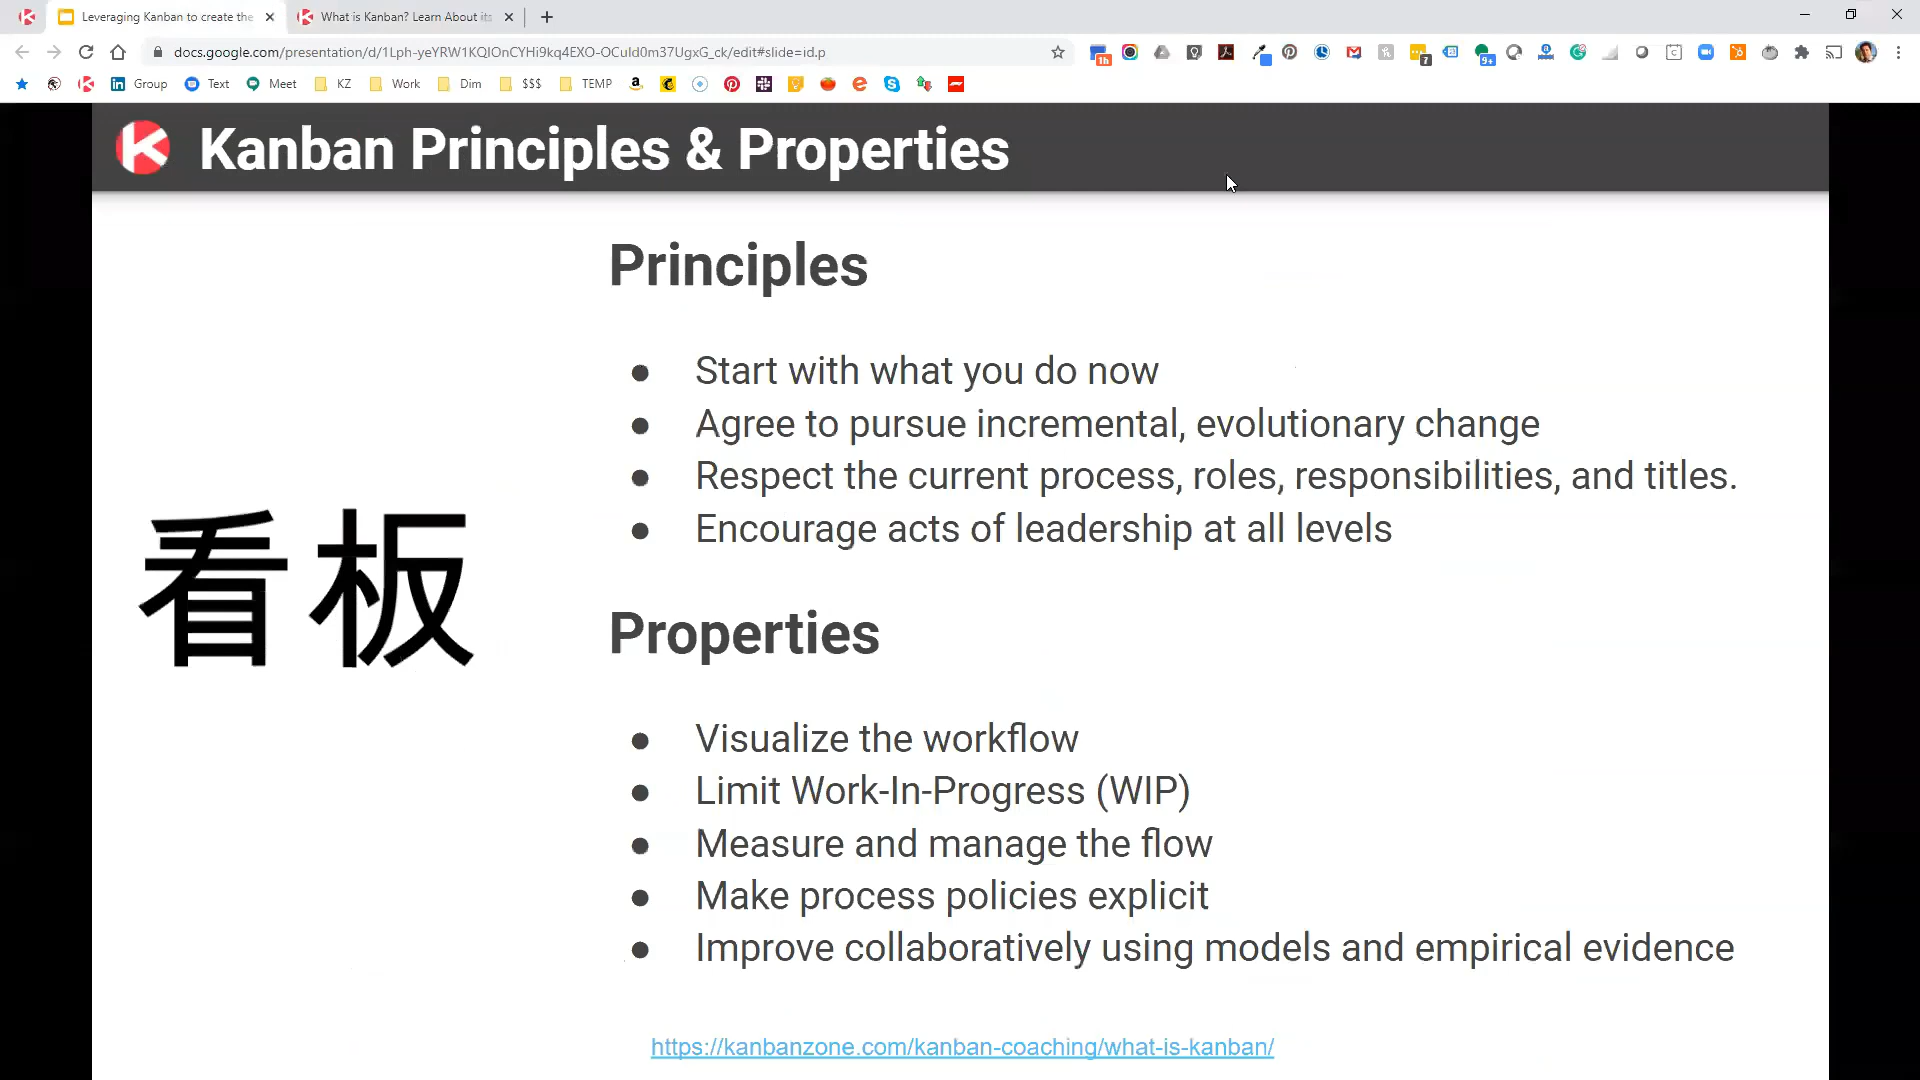 Leveraging Kanban to create the
What is Kanban? Learn About its
docs.google.com/presentation/d/1Lph-yeYRW1KQIOnCYHi9kq4EXO-OCuId0m37UgxG_ck/edit#slide=id.p
1h
7
9+
Group
Text
Meet
KZ
Work
Dim
$$$
TEMP
Kanban Principles & Properties
看板
Principles
● Start with what you do now
● Agree to pursue incremental, evolutionary change
● Respect the current process, roles, responsibilities, and titles.
● Encourage acts of leadership at all levels
Properties
● Visualize the workflow
● Limit Work-In-Progress (WIP)
● Measure and manage the flow
● Make process policies explicit
● Improve collaboratively using models and empirical evidence
https://kanbanzone.com/kanban-coaching/what-is-kanban/